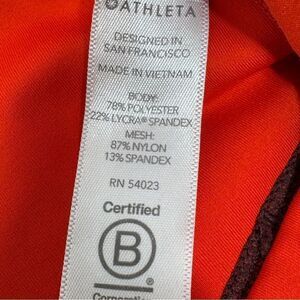 ATHLETA
DESIGNED IN
SAN FRANCISCO
MADE IN VIETNAM
BODY:
78% POLYESTER
22% LYCRA® SPANDEX
MESH:
87% NYLON
13% SPANDEX
RN 54023
Certified
B
®
Corporation